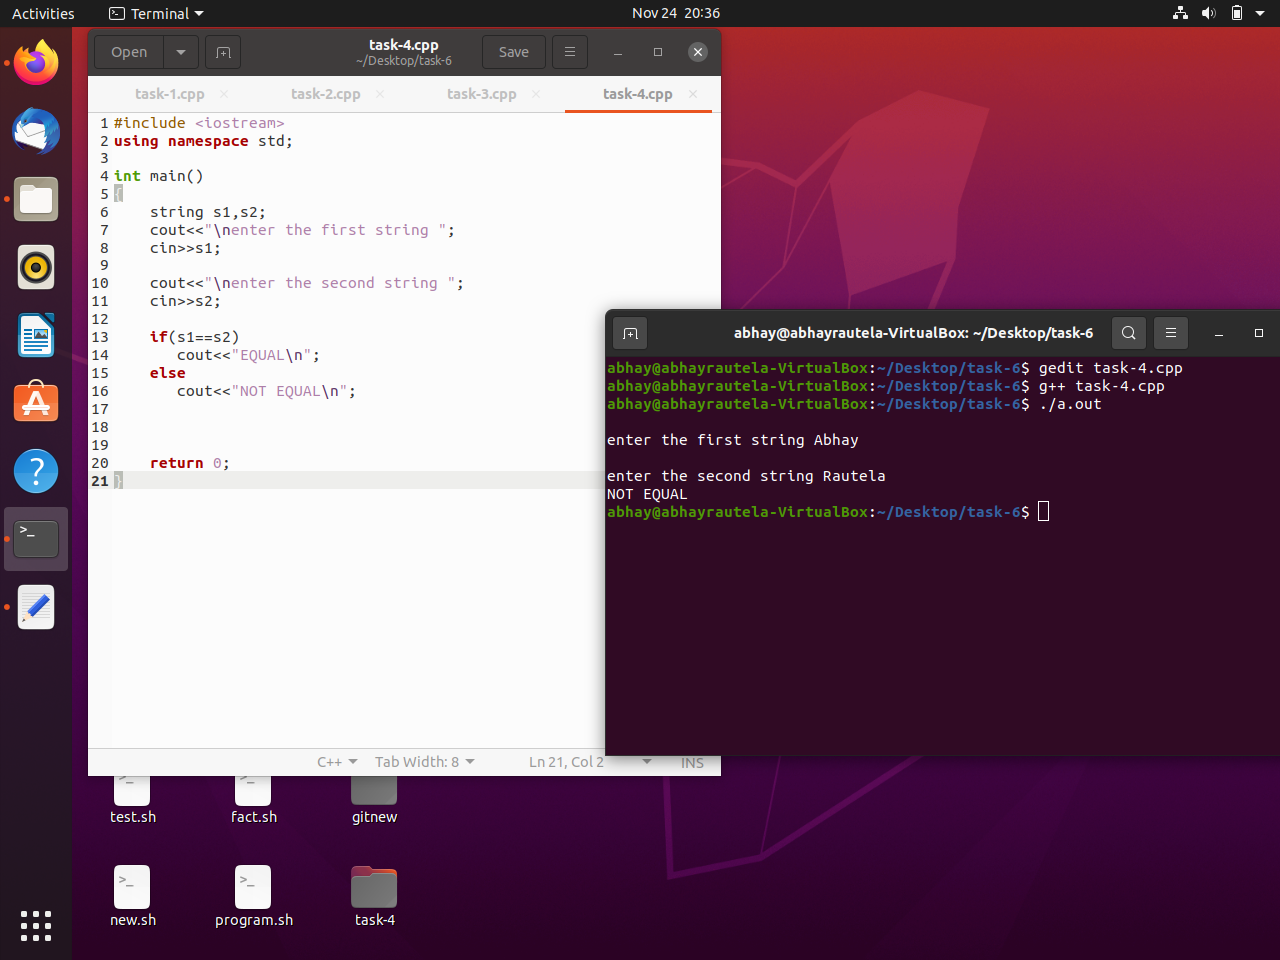 Activities Terminal Nov 24 20:36
Open task-4.cpp Save
~/Desktop/task-6
task-1.cpp task-2.cpp task-3.cpp task-4.cpp
1 #include <iostream>
2 using namespace std;
3
4 int main()
5 {
6     string s1,s2;
7     cout<<"\nenter the first string ";
8     cin>>s1;
9
10     cout<<"\nenter the second string ";
11     cin>>s2;
12
13     if(s1==s2)
14        cout<<"EQUAL\n";
15     else
16        cout<<"NOT EQUAL\n";
17
18
19
20     return 0;
21 }
C++ Tab Width: 8 Ln 21, Col 2 INS
abhay@abhayrautela-VirtualBox: ~/Desktop/task-6
abhay@abhayrautela-VirtualBox:~/Desktop/task-6$ gedit task-4.cpp
abhay@abhayrautela-VirtualBox:~/Desktop/task-6$ g++ task-4.cpp
abhay@abhayrautela-VirtualBox:~/Desktop/task-6$ ./a.out
enter the first string Abhay
enter the second string Rautela
NOT EQUAL
abhay@abhayrautela-VirtualBox:~/Desktop/task-6$
test.sh fact.sh gitnew
new.sh program.sh task-4